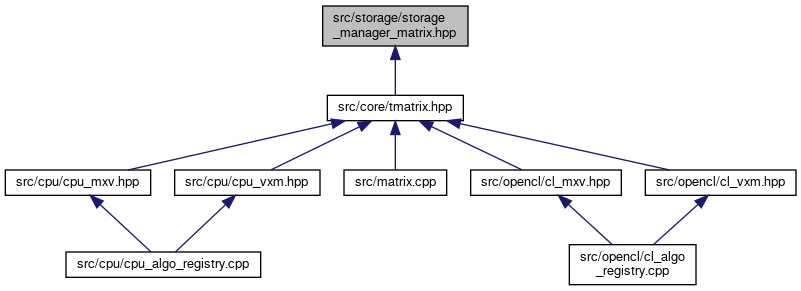 src/storage/storage
_manager_matrix.hpp
src/core/tmatrix.hpp
src/cpu/cpu_mxv.hpp
src/cpu/cpu_vxm.hpp
src/matrix.cpp
src/opencl/cl_mxv.hpp
src/opencl/cl_vxm.hpp
src/cpu/cpu_algo_registry.cpp
src/opencl/cl_algo
_registry.cpp